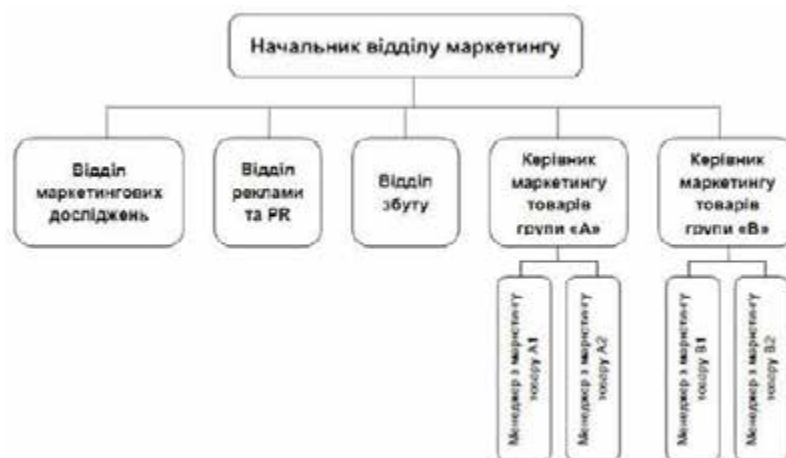 Начальник відділу маркетингу
Відділ
маркетингових
досліджень
Відділ
реклами
та PR
Відділ
збуту
Керівник
маркетингу
товарів
групи «А»
Керівник
маркетингу
товарів
групи «В»
Менеджер з маркетингу
товару А1
Менеджер з маркетингу
товару А2
Менеджер з маркетингу
товару В1
Менеджер з маркетингу
товару В2